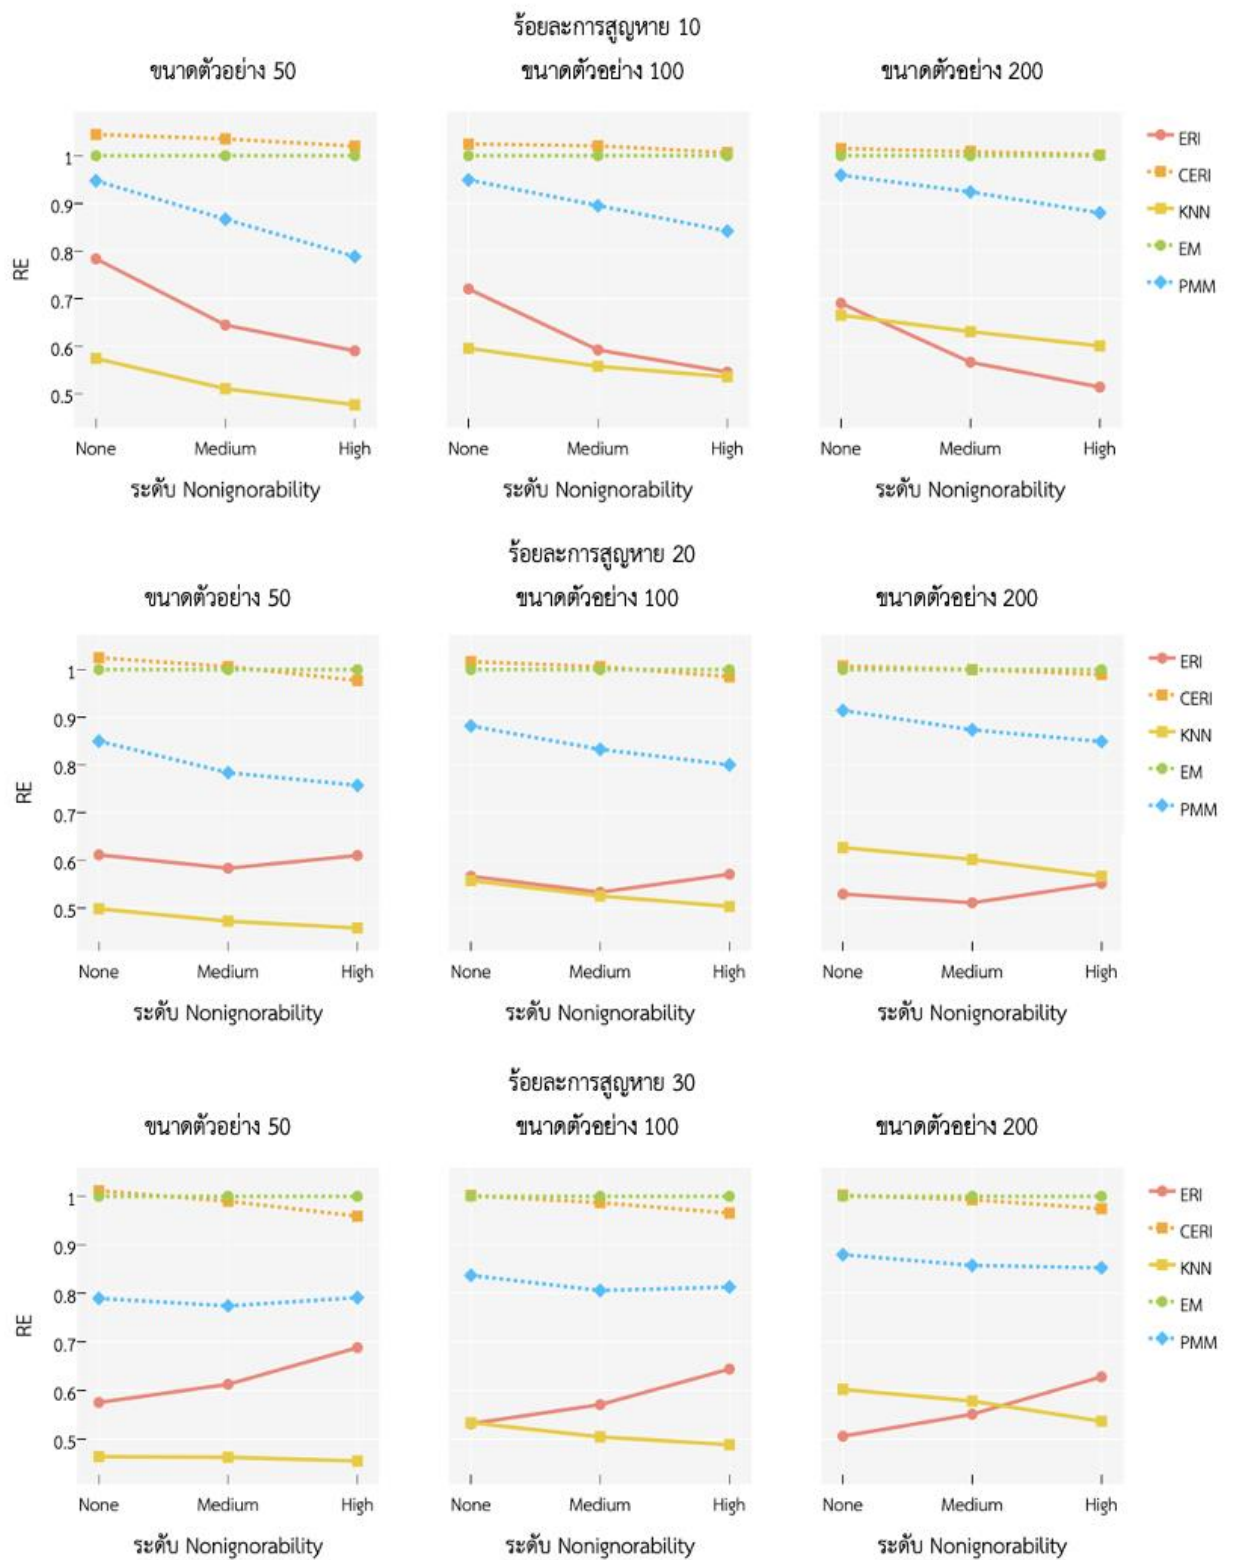 ร้อยละการสูญหาย 10
ขนาดตัวอย่าง 50
ขนาดตัวอย่าง 100
ขนาดตัวอย่าง 200
1
0.9
0.8
0.7
0.6
0.5
RE
None Medium High
None Medium High
None Medium High
ระดับ Nonignorability
ระดับ Nonignorability
ระดับ Nonignorability
ERI
CERI
KNN
EM
PMM
ร้อยละการสูญหาย 20
ขนาดตัวอย่าง 50
ขนาดตัวอย่าง 100
ขนาดตัวอย่าง 200
1
0.9
0.8
0.7
0.6
0.5
RE
None Medium High
None Medium High
None Medium High
ระดับ Nonignorability
ระดับ Nonignorability
ระดับ Nonignorability
ERI
CERI
KNN
EM
PMM
ร้อยละการสูญหาย 30
ขนาดตัวอย่าง 50
ขนาดตัวอย่าง 100
ขนาดตัวอย่าง 200
1
0.9
0.8
0.7
0.6
0.5
RE
None Medium High
None Medium High
None Medium High
ระดับ Nonignorability
ระดับ Nonignorability
ระดับ Nonignorability
ERI
CERI
KNN
EM
PMM